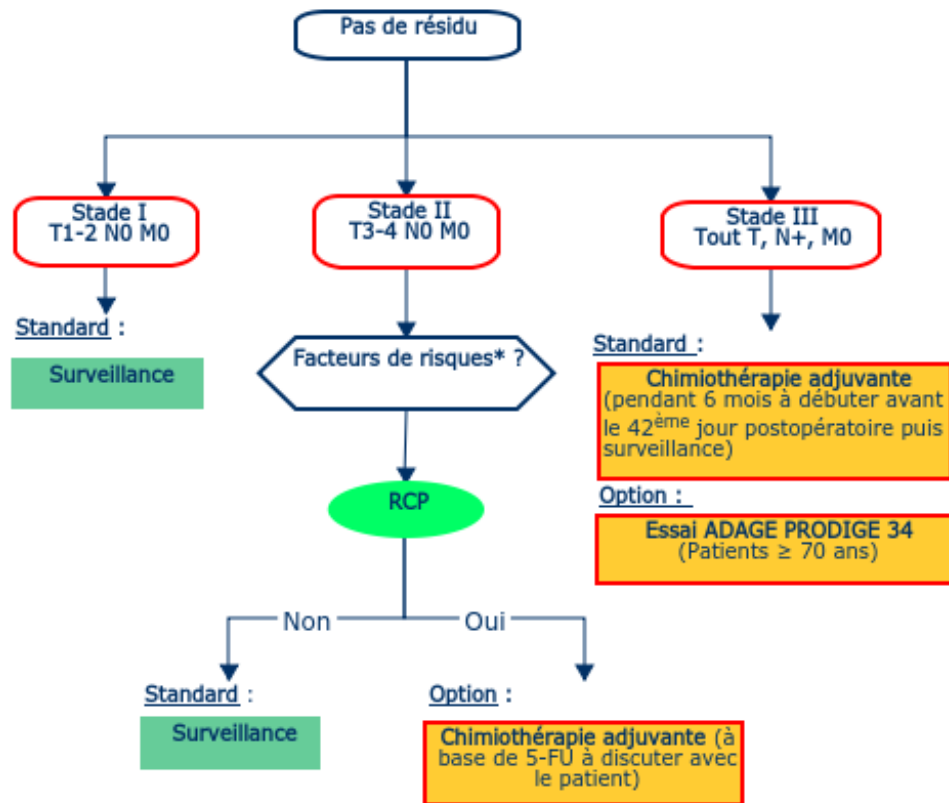 Pas de résidu
Stade I
T1-2 N0 M0
Stade II
T3-4 N0 M0
Stade III
Tout T, N+, M0
Standard :
Surveillance
Facteurs de risques* ?
Standard :
Chimiothérapie adjuvante
(pendant 6 mois à débuter avant
le 42ème jour postopératoire puis
surveillance)
Option :
Essai ADAGE PRODIGE 34
(Patients ≥ 70 ans)
RCP
Non
Oui
Standard :
Surveillance
Option :
Chimiothérapie adjuvante (à
base de 5-FU à discuter avec
le patient)